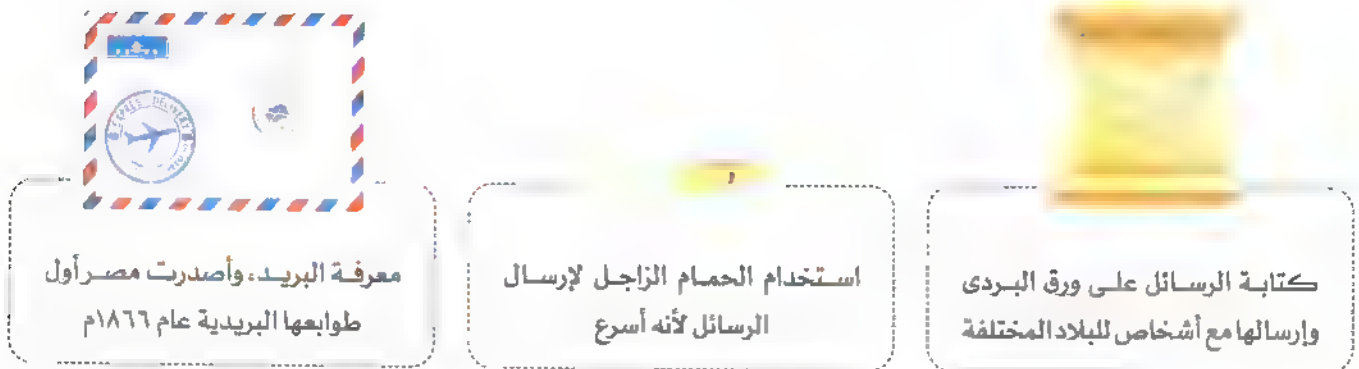 كتابة الرسائل على ورق البردى
وإرسالها مع أشخاص للبلاد المختلفة
استخدام الحمام الزاجل لإرسال
الرسائل لأنه أسرع
معرفة البريد، وأصدرت مصر أول
طوابعها البريدية عام ١٨٦٦م